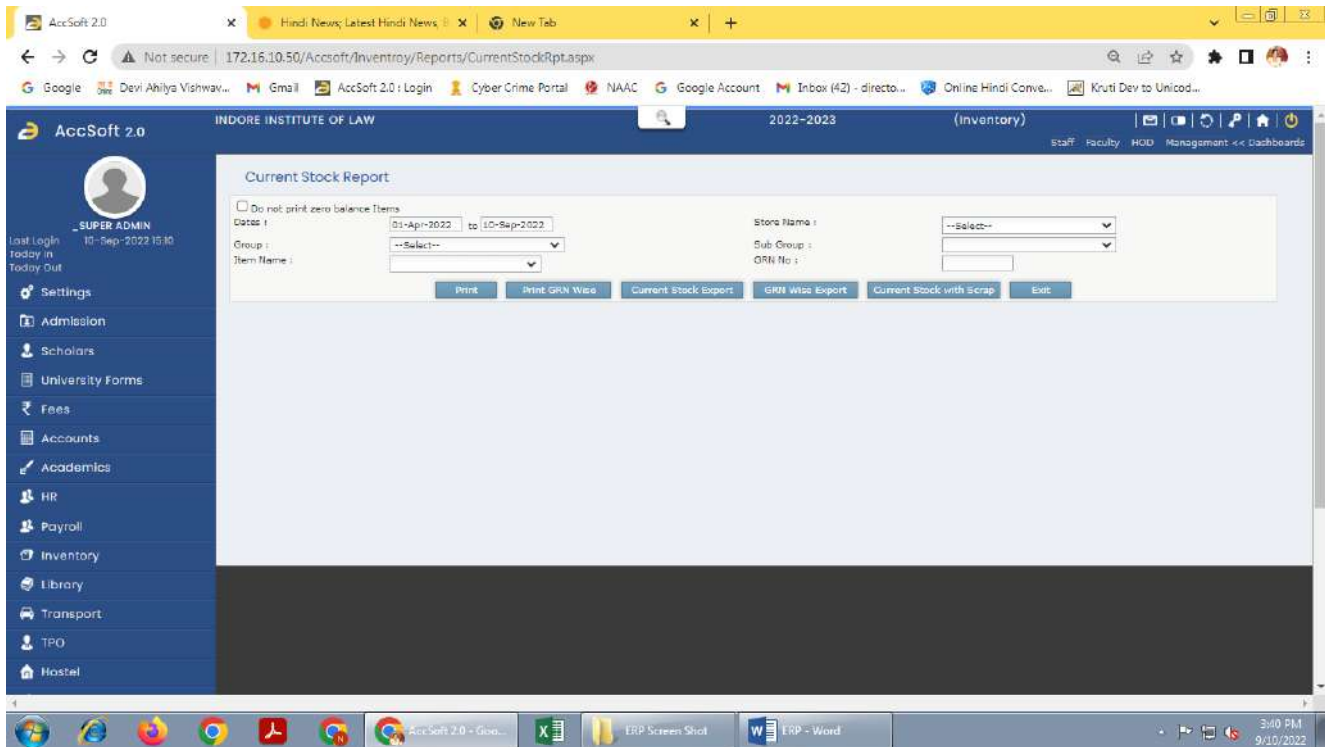 AccSoft 2.0
Hindi News; Latest Hindi News,
New Tab
Not secure 172.16.10.50/Accsoft/Inventroy/Reports/CurrentStockRpt.aspx
Google Devi Ahilya Vishwav... Gmail AccSoft 2.0 : Login Cyber Crime Portal NAAC Google Account Inbox (42) - directo... Online Hindi Conve... Kruti Dev to Unicod...
AccSoft 2.0 INDORE INSTITUTE OF LAW 2022-2023 (Inventory)
Staff Faculty HOD Management << Dashboards
_SUPER ADMIN
Last Login 10-Sep-2022 15:10
Today In
Today Out
Settings
Admission
Scholars
University Forms
Fees
Accounts
Academics
HR
Payroll
Inventory
Library
Transport
TPO
Hostel
Current Stock Report
Do not print zero balance Items
Dates : 01-Apr-2022 to 10-Sep-2022 Store Name : --Select--
Group : --Select-- Sub Group :
Item Name : GRN No :
Print Print GRN Wise Current Stock Export GRN Wise Export Current Stock with Scrap Exit
AccSoft 2.0 - Goo... ERP Screen Shot ERP - Word
3:40 PM
9/10/2022